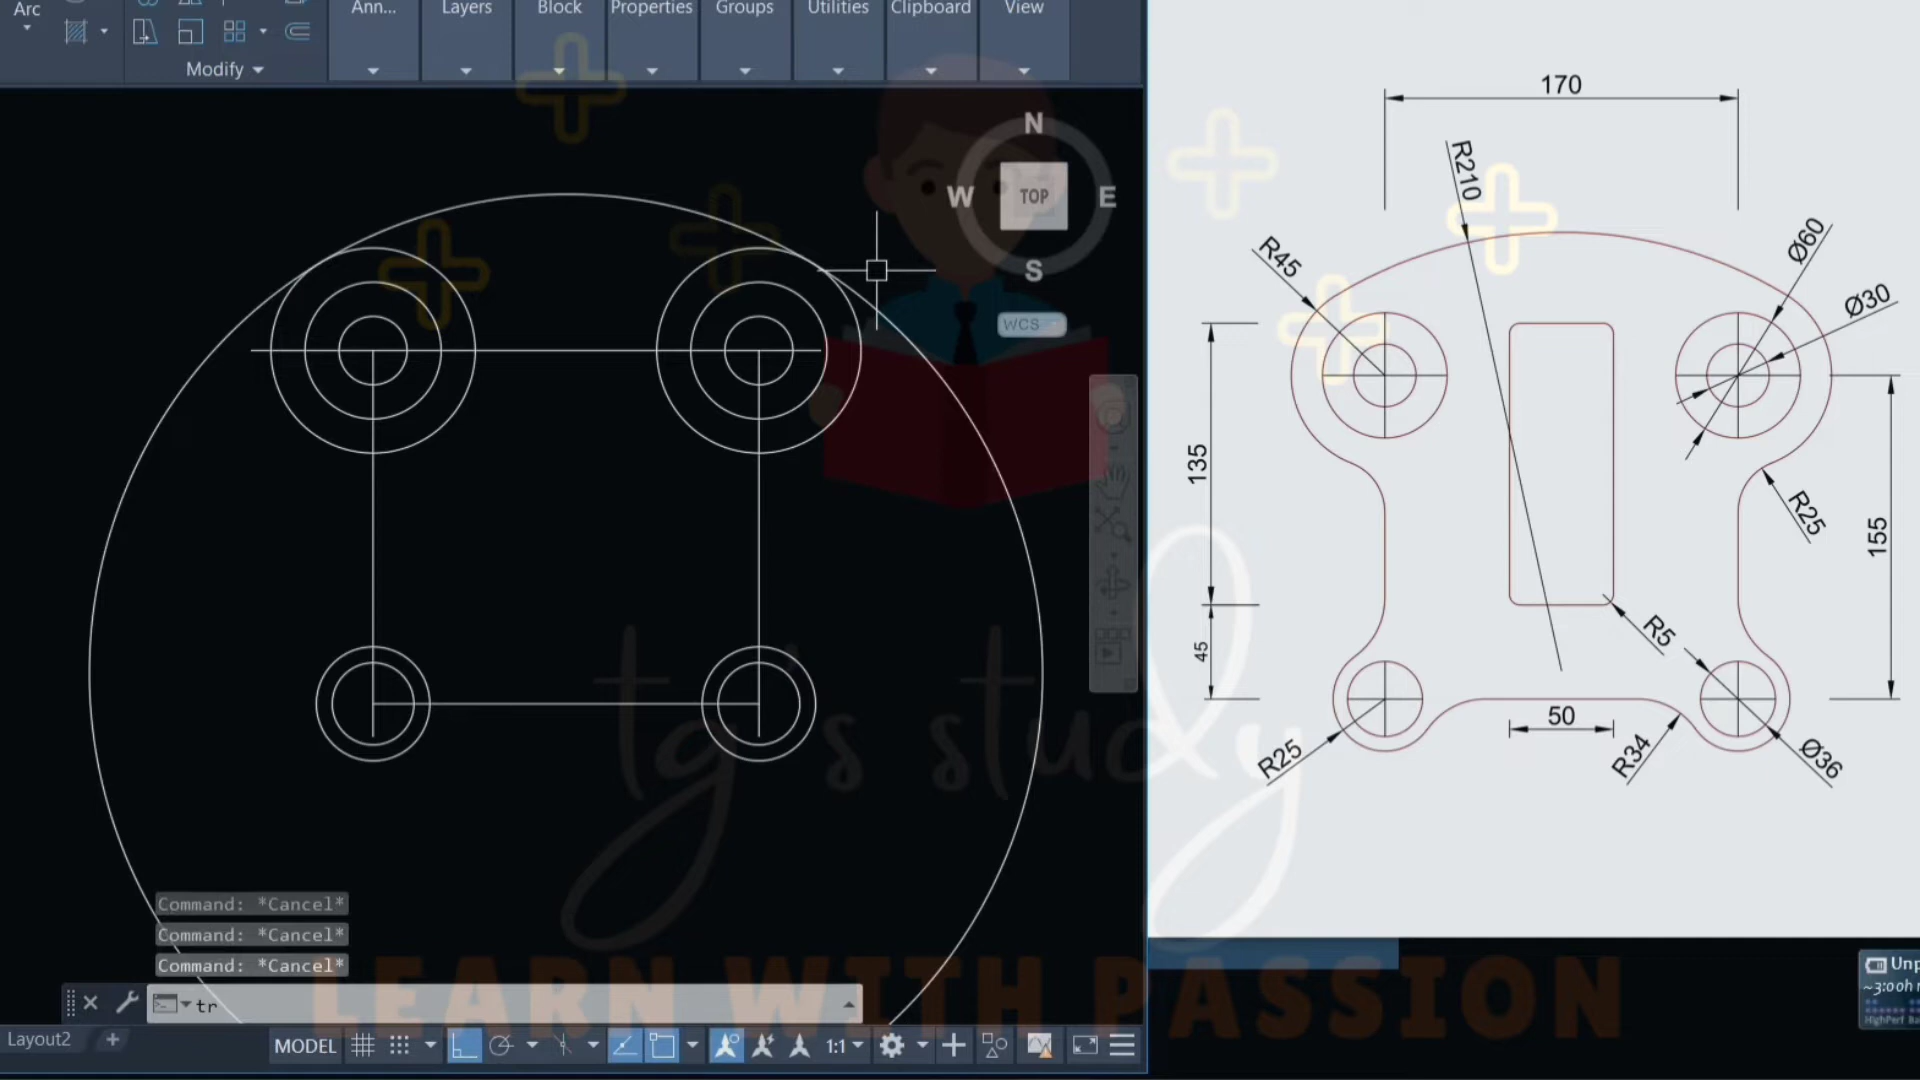 Arc
Ann...
Layers
Block
Properties
Groups
Utilities
Clipboard
View
Modify
N
W
TOP
E
S
WCS
170
R210
R45
Ø60
Ø30
135
R25
155
45
R5
50
R25
R34
Ø36
tg's study
LEARN WITH PASSION
Command: *Cancel*
Command: *Cancel*
Command: *Cancel*
tr
Layout2
MODEL
1:1
~3:00h